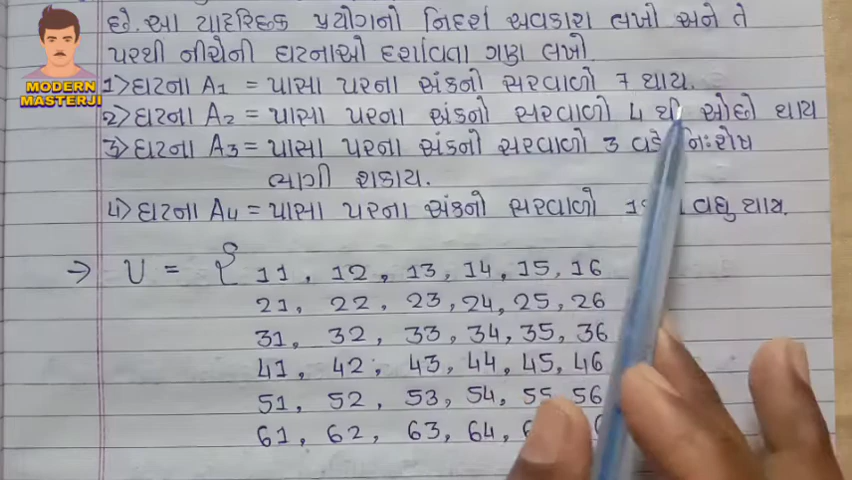 છે. આ યાદચ્છિક પ્રયોગનો નિદર્શ અવકાશ લખો અને તે
પરથી નીચેની ઘટનાઓ દર્શાવતા ગણ લખો
1> ઘટના A1 = પાસા પરના અંકનો સરવાળો 7 થાય.
2> ઘટના A2 = પાસા પરના અંકનો સરવાળો 4 થી ઓછો થાય
3> ઘટના A3 = પાસા પરના અંકનો સરવાળો 3 વડે નિઃશેષ
ભાગી શકાય.
4> ઘટના A4 = પાસા પરના અંકનો સરવાળો વધુ થાય.
→ U = { 11, 12, 13, 14, 15, 16
21, 22, 23, 24, 25, 26
31, 32, 33, 34, 35, 36
41, 42, 43, 44, 45, 46
51, 52, 53, 54, 55, 56
61, 62, 63, 64,
MODERN
MASTERJI